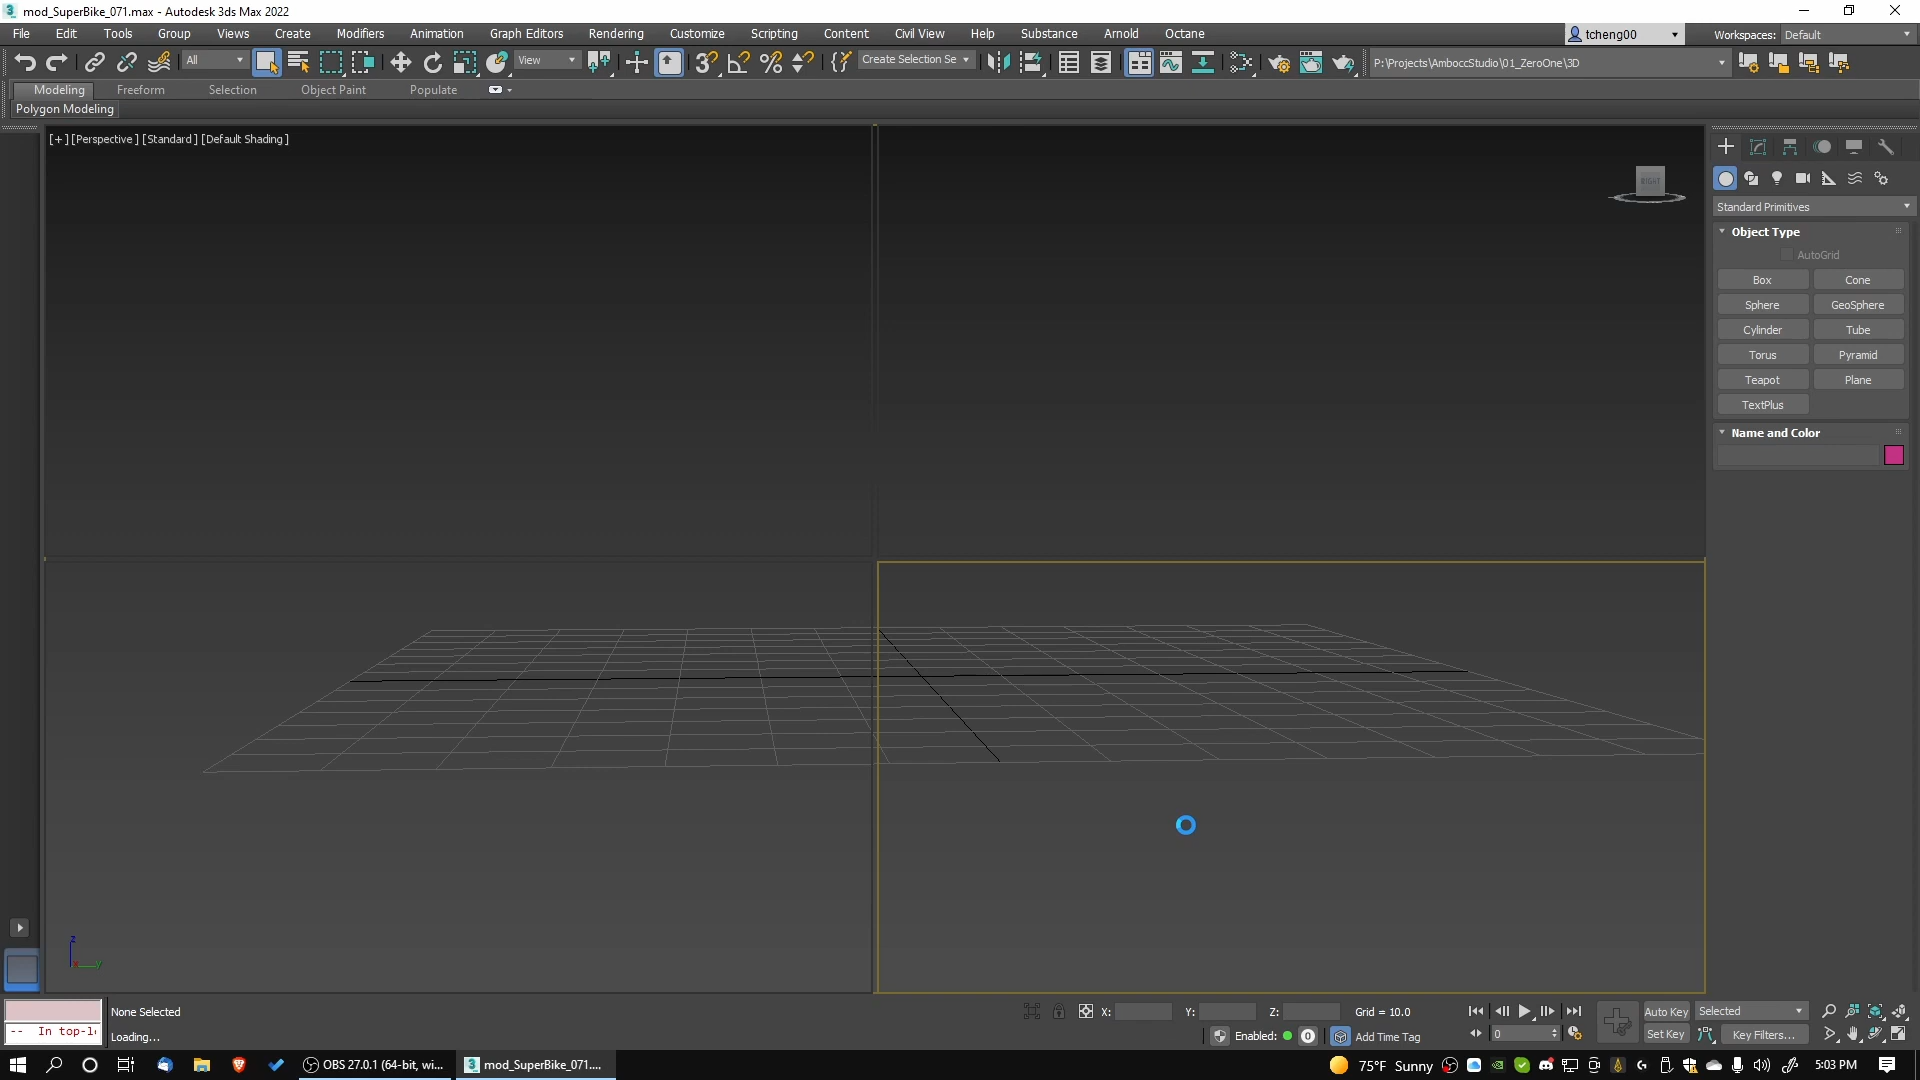 mod_SuperBike_071.max - Autodesk 3ds Max 2022
File Edit Tools Group Views Create Modifiers Animation Graph Editors Rendering Customize Scripting Content Civil View Help Substance Arnold Octane
tcheng00
Workspaces: Default
All
View
Create Selection Se
P:\Projects\AmboccStudio\01_ZeroOne\3D
Modeling Freeform Selection Object Paint Populate
Polygon Modeling
[+] [Perspective] [Standard] [Default Shading]
RIGHT
Standard Primitives
Object Type
AutoGrid
Box Cone
Sphere GeoSphere
Cylinder Tube
Torus Pyramid
Teapot Plane
TextPlus
Name and Color
z
x y
None Selected
X: Y: Z: Grid = 10.0
Auto Key Selected
-- In top-l
Loading...
Enabled: 0 Add Time Tag
0
Set Key Key Filters...
OBS 27.0.1 (64-bit, wi...
mod_SuperBike_071....
75°F Sunny
5:03 PM